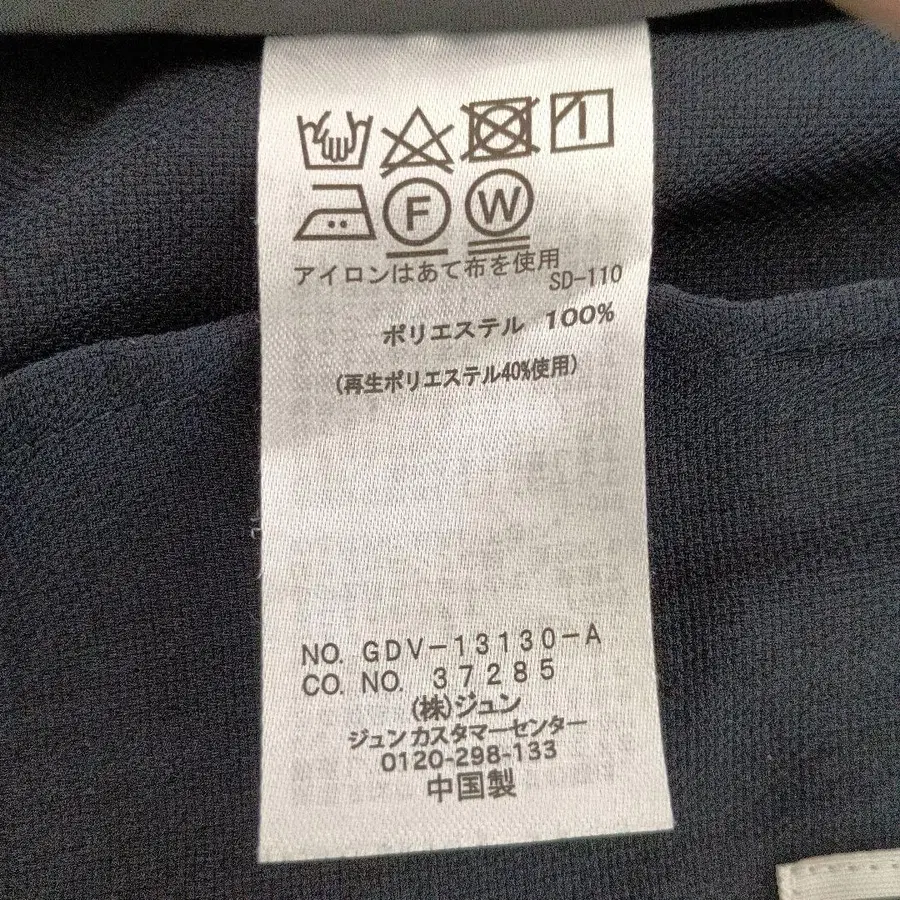 F W
アイロンはあて布を使用
SD-110
ポリエステル 100%
(再生ポリエステル40%使用)
NO. GDV-13130-A
CO. NO. 37285
(株)ジュン
ジュンカスタマーセンター
0120-298-133
中国製